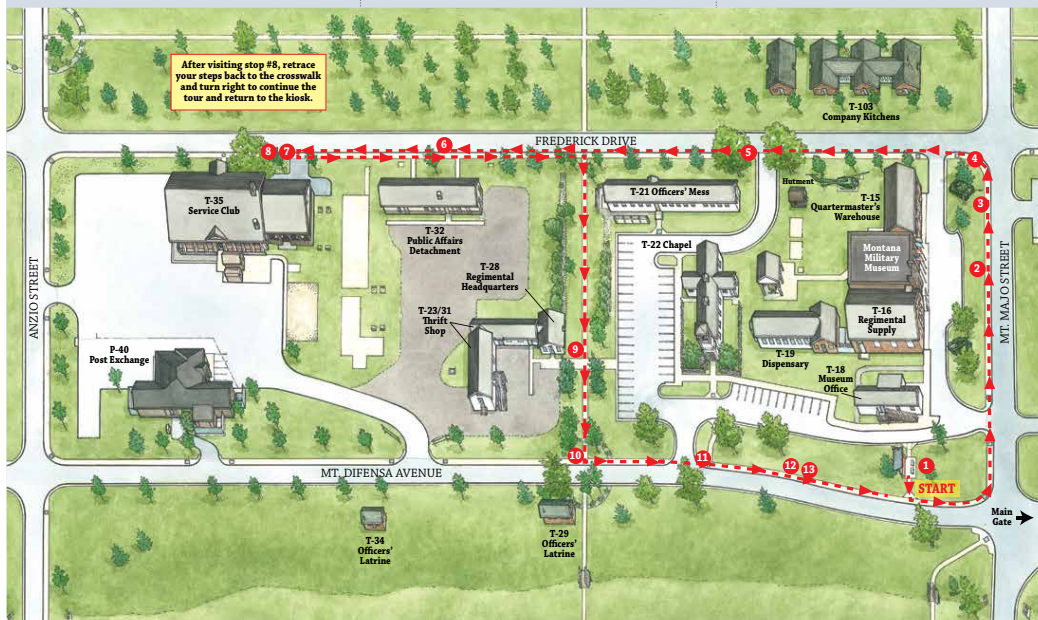 After visiting stop #8, retrace
your steps back to the crosswalk
and turn right to continue the
tour and return to the kiosk.
T-103
Company Kitchens
FREDERICK DRIVE
8
7
6
5
4
3
2
T-35
Service Club
T-32
Public Affairs
Detachment
T-21 Officers' Mess
Hutment
T-15
Quartermaster's
Warehouse
Montana
Military
Museum
T-22 Chapel
T-28
Regimental
Headquarters
T-23/31
Thrift
Shop
T-16
Regimental
Supply
T-19
Dispensary
T-18
Museum
Office
P-40
Post Exchange
ANZIO STREET
MT. MAJO STREET
9
10
11
12
13
1
START
MT. DIFENSA AVENUE
Main
Gate
T-34
Officers'
Latrine
T-29
Officers'
Latrine